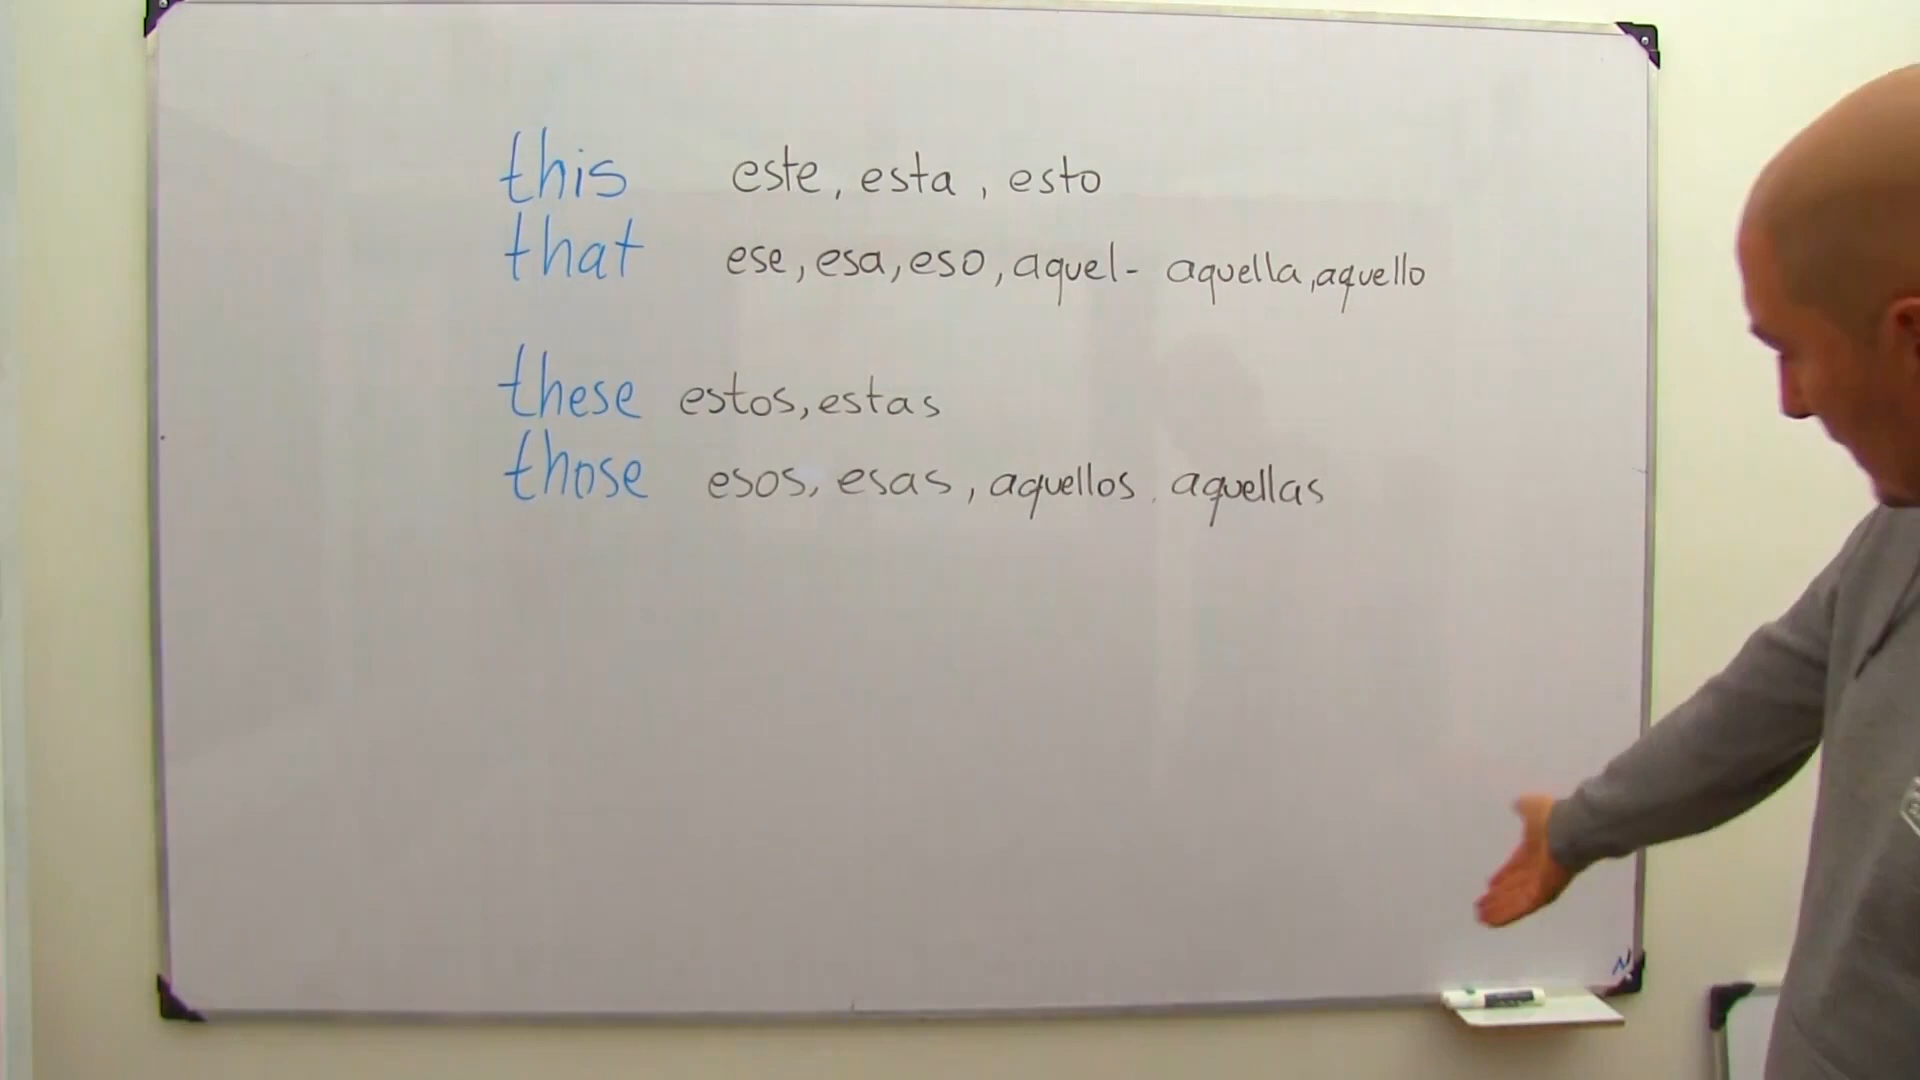 this este, esta, esto
that ese, esa, eso, aquel- aquella, aquello
these estos, estas
those esos, esas, aquellos, aquellas
N